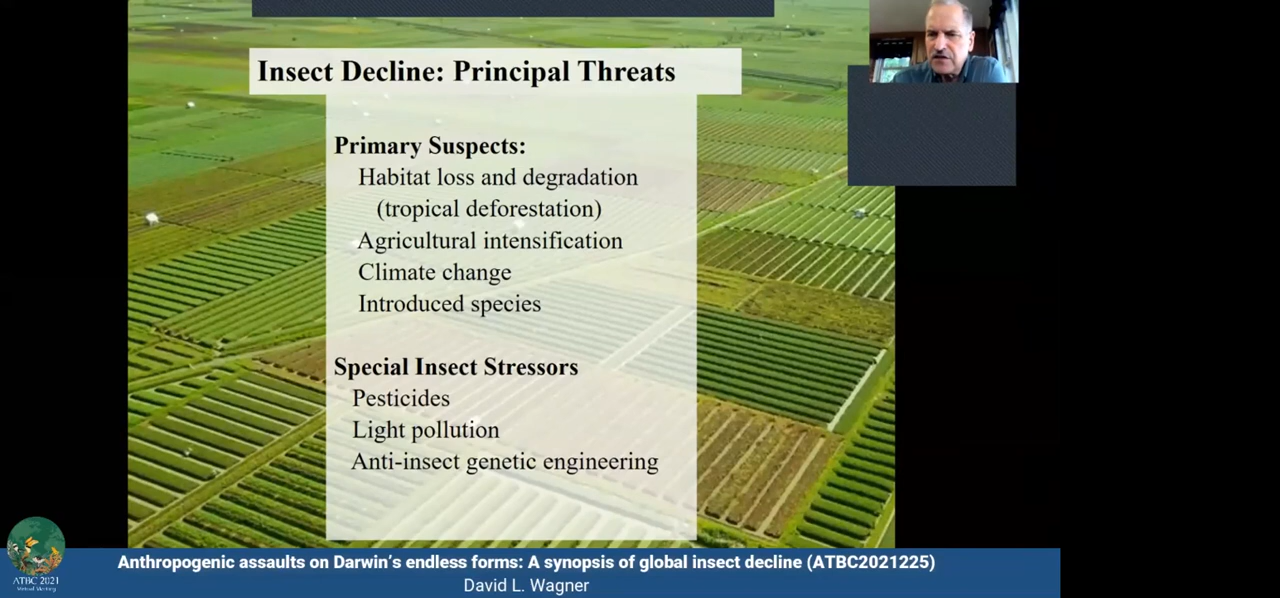 Insect Decline: Principal Threats
Primary Suspects:
Habitat loss and degradation
(tropical deforestation)
Agricultural intensification
Climate change
Introduced species
Special Insect Stressors
Pesticides
Light pollution
Anti-insect genetic engineering
ATBC 2021
Virtual Meeting
Anthropogenic assaults on Darwin’s endless forms: A synopsis of global insect decline (ATBC2021225)
David L. Wagner